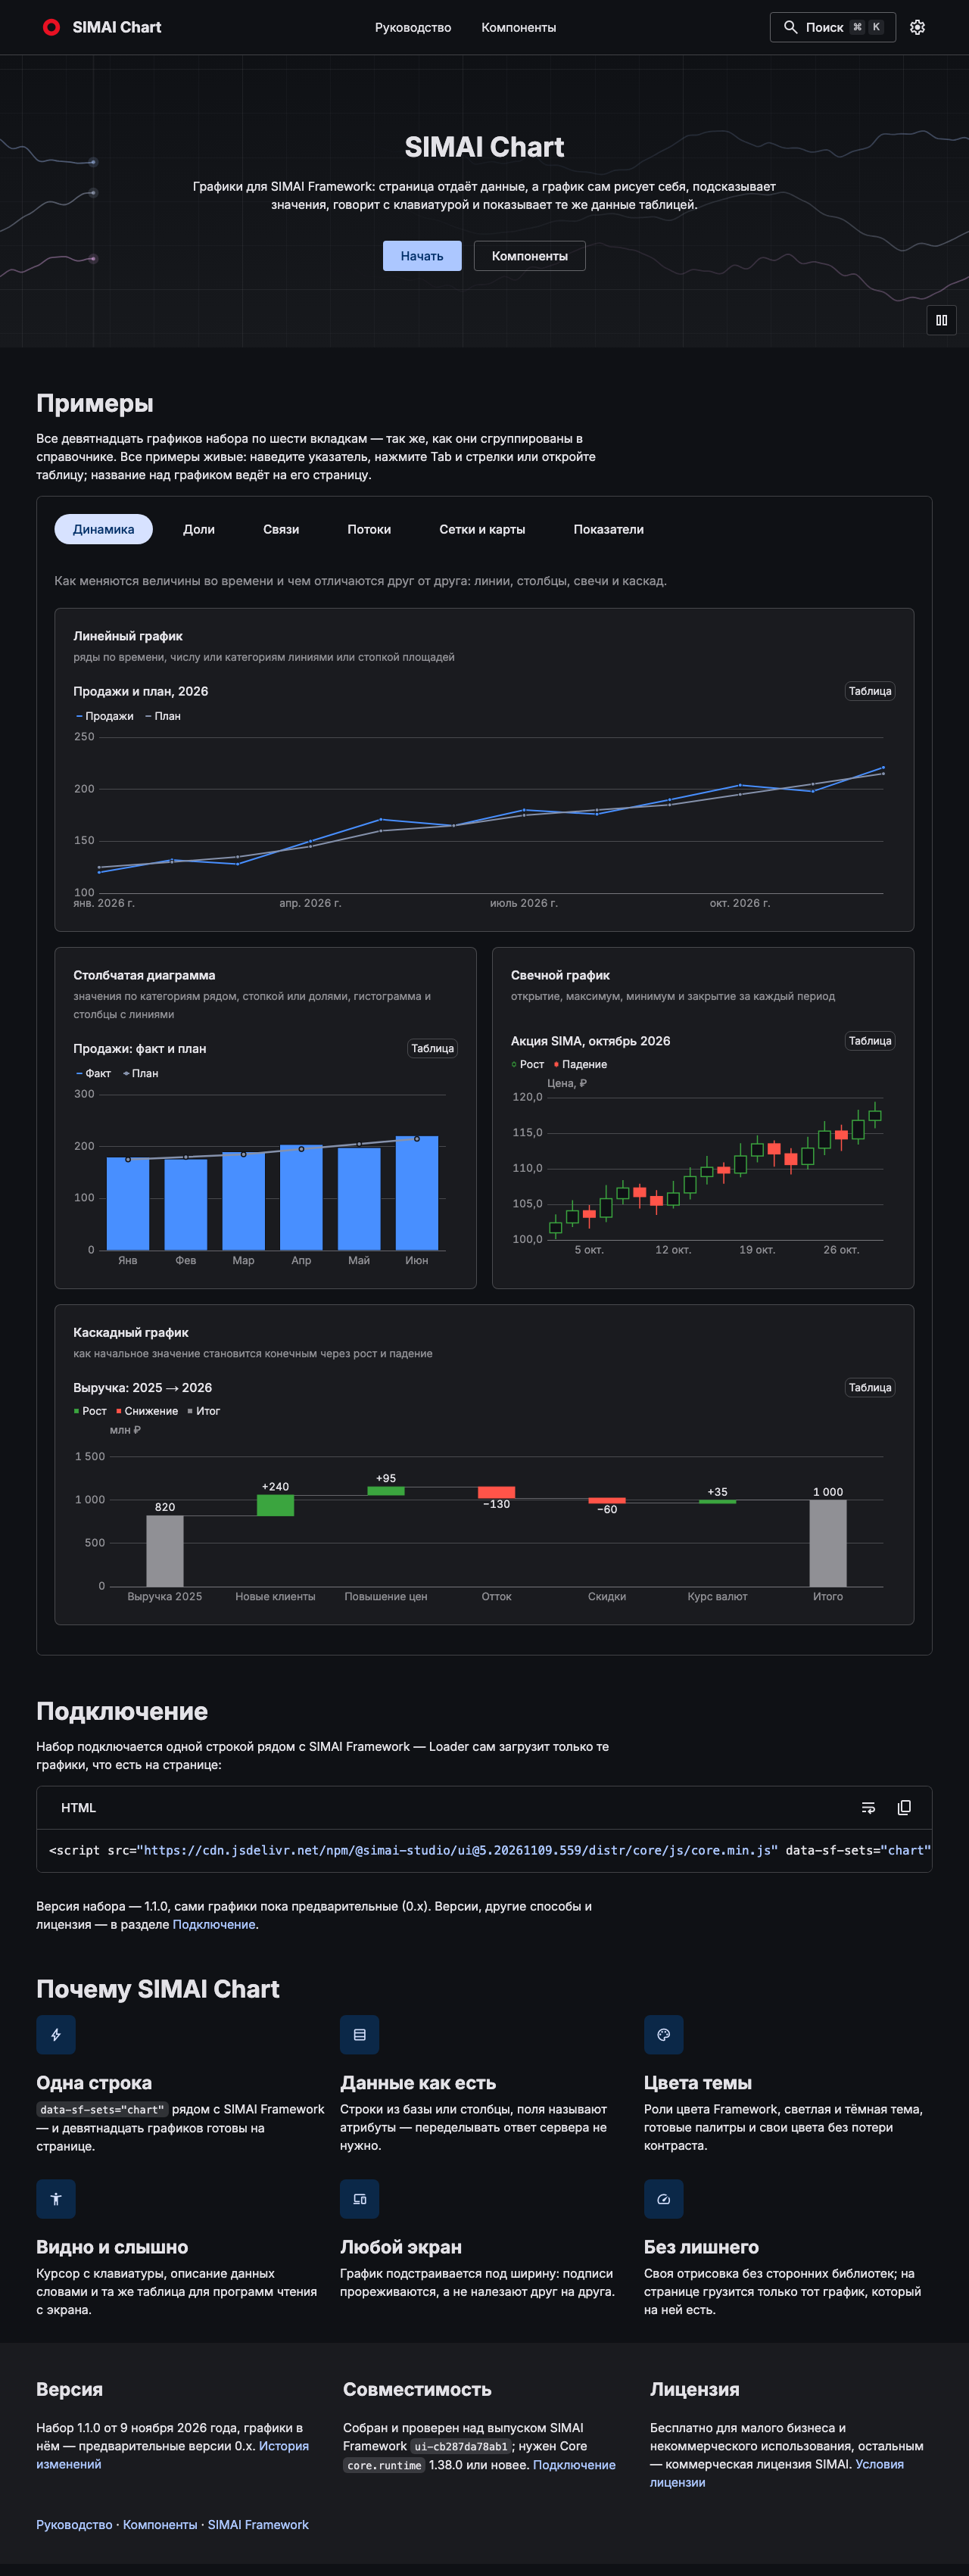 SIMAI Chart
Руководство
Компоненты
Поиск ⌘ K
SIMAI Chart
Графики для SIMAI Framework: страница отдаёт данные, а график сам рисует себя, подсказывает
значения, говорит с клавиатурой и показывает те же данные таблицей.
Начать
Компоненты
Примеры
Все девятнадцать графиков набора по шести вкладкам — так же, как они сгруппированы в
справочнике. Все примеры живые: наведите указатель, нажмите Tab и стрелки или откройте
таблицу; название над графиком ведёт на его страницу.
Динамика
Доли
Связи
Потоки
Сетки и карты
Показатели
Как меняются величины во времени и чем отличаются друг от друга: линии, столбцы, свечи и каскад.
Линейный график
ряды по времени, числу или категориям линиями или стопкой площадей
Продажи и план, 2026
Таблица
Продажи
План
250
200
150
100
янв. 2026 г.
апр. 2026 г.
июль 2026 г.
окт. 2026 г.
Столбчатая диаграмма
значения по категориям рядом, стопкой или долями, гистограмма и
столбцы с линиями
Продажи: факт и план
Таблица
Факт
План
300
200
100
0
Янв
Фев
Мар
Апр
Май
Июн
Свечной график
открытие, максимум, минимум и закрытие за каждый период
Акция SIMA, октябрь 2026
Таблица
Рост
Падение
Цена, ₽
120,0
115,0
110,0
105,0
100,0
5 окт.
12 окт.
19 окт.
26 окт.
Каскадный график
как начальное значение становится конечным через рост и падение
Выручка: 2025 → 2026
Таблица
Рост
Снижение
Итог
млн ₽
1 500
1 000
500
0
820
+240
+95
−130
−60
+35
1 000
Выручка 2025
Новые клиенты
Повышение цен
Отток
Скидки
Курс валют
Итого
Подключение
Набор подключается одной строкой рядом с SIMAI Framework — Loader сам загрузит только те
графики, что есть на странице:
HTML
<script src="https://cdn.jsdelivr.net/npm/@simai-studio/ui@5.20261109.559/distr/core/js/core.min.js" data-sf-sets="chart"
Версия набора — 1.1.0, сами графики пока предварительные (0.x). Версии, другие способы и
лицензия — в разделе Подключение.
Почему SIMAI Chart
Одна строка
data-sf-sets="chart" рядом с SIMAI Framework
— и девятнадцать графиков готовы на
странице.
Данные как есть
Строки из базы или столбцы, поля называют
атрибуты — переделывать ответ сервера не
нужно.
Цвета темы
Роли цвета Framework, светлая и тёмная тема,
готовые палитры и свои цвета без потери
контраста.
Видно и слышно
Курсор с клавиатуры, описание данных
словами и та же таблица для программ чтения
с экрана.
Любой экран
График подстраивается под ширину: подписи
прореживаются, а не налезают друг на друга.
Без лишнего
Своя отрисовка без сторонних библиотек; на
странице грузится только тот график, который
на ней есть.
Версия
Набор 1.1.0 от 9 ноября 2026 года, графики в
нём — предварительные версии 0.x. История
изменений
Совместимость
Собран и проверен над выпуском SIMAI
Framework ui-cb287da78ab1; нужен Core
core.runtime 1.38.0 или новее. Подключение
Лицензия
Бесплатно для малого бизнеса и
некоммерческого использования, остальным
— коммерческая лицензия SIMAI. Условия
лицензии
Руководство · Компоненты · SIMAI Framework